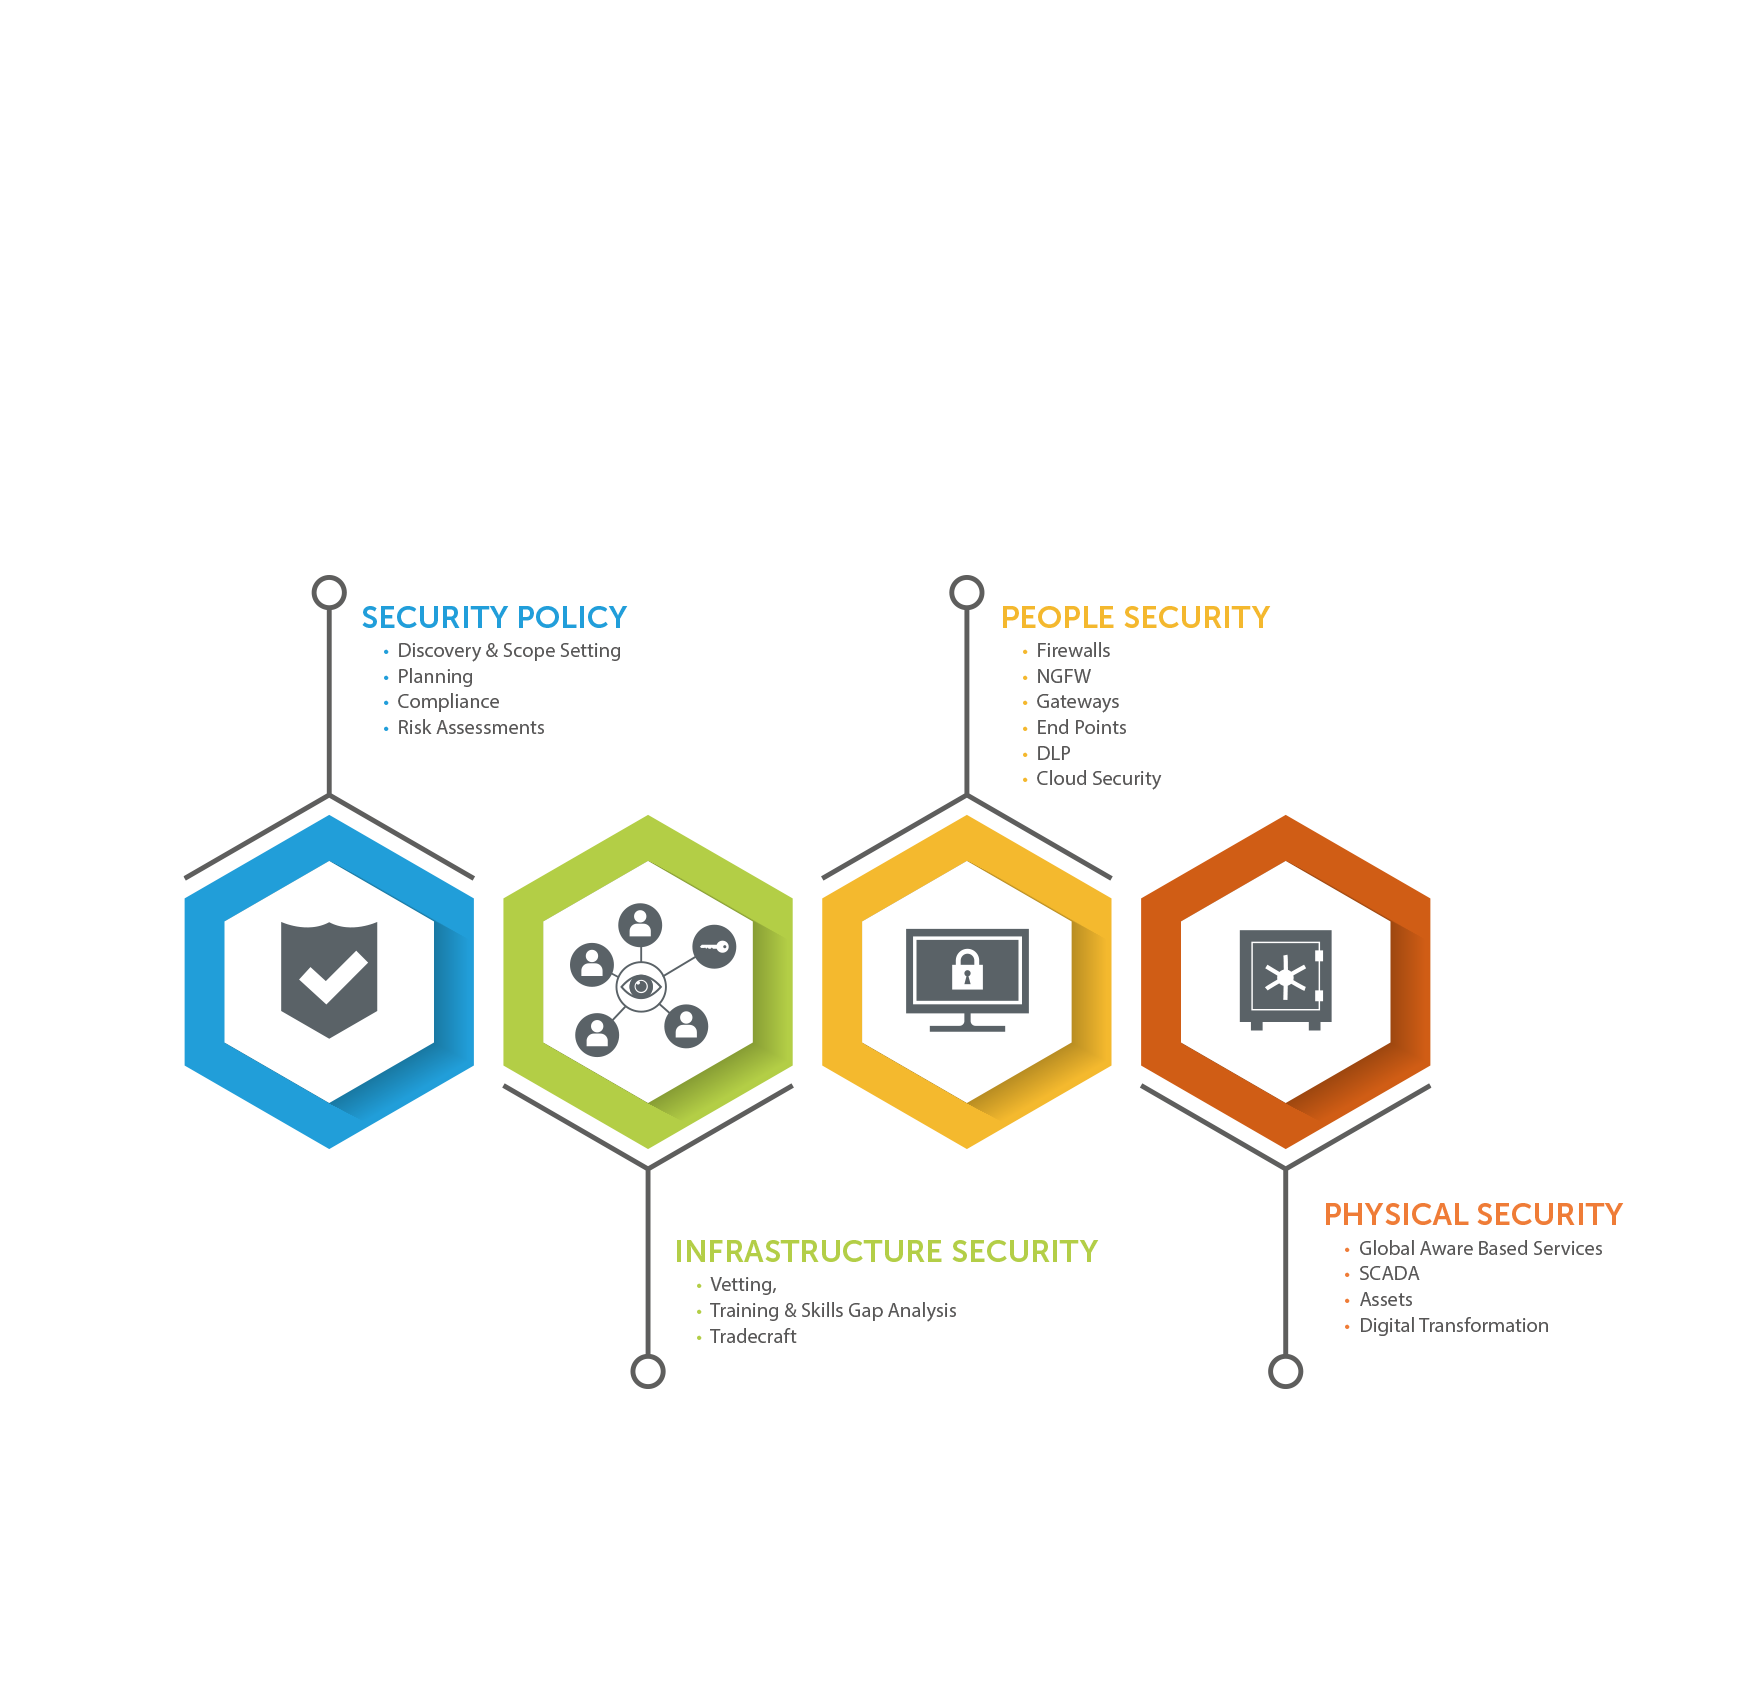 SECURITY POLICY
• Discovery & Scope Setting
• Planning
• Compliance
• Risk Assessments
PEOPLE SECURITY
• Firewalls
• NGFW
• Gateways
• End Points
• DLP
• Cloud Security
INFRASTRUCTURE SECURITY
• Vetting,
• Training & Skills Gap Analysis
• Tradecraft
PHYSICAL SECURITY
• Global Aware Based Services
• SCADA
• Assets
• Digital Transformation